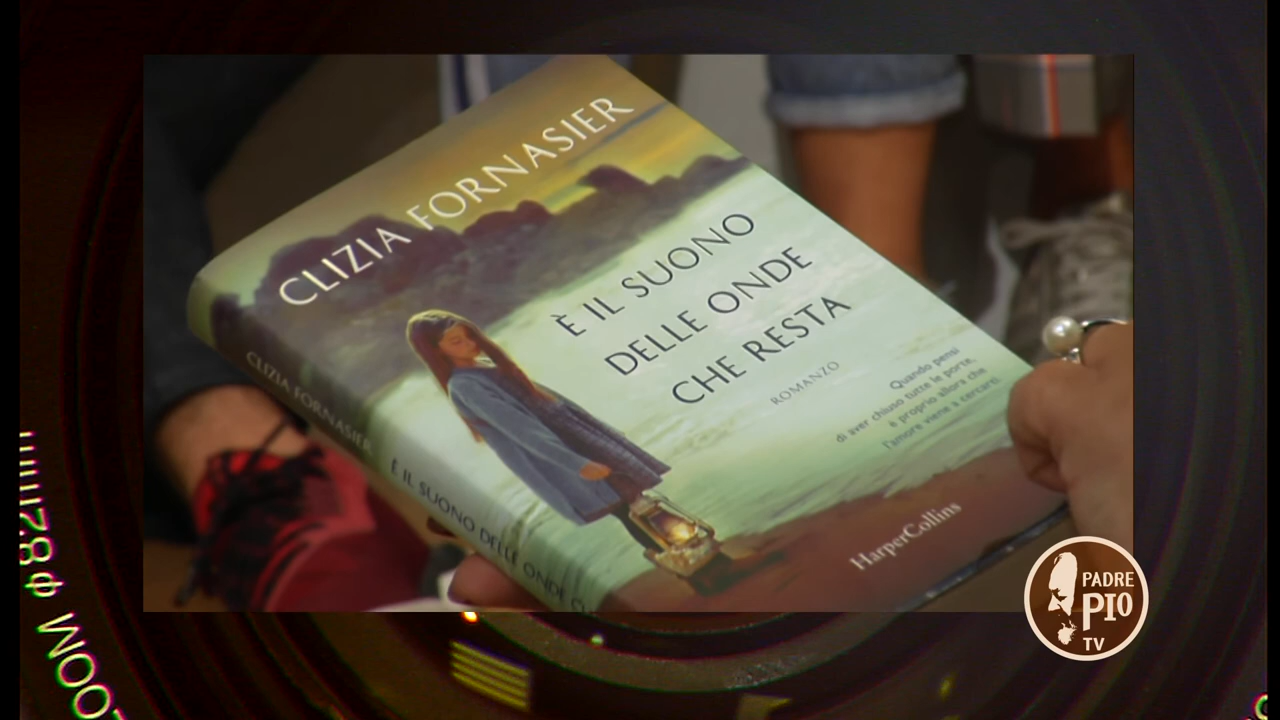 CLIZIA FORNASIER
È IL SUONO
DELLE ONDE
CHE RESTA
ROMANZO
Quando pensi
di aver chiuso tutte le porte,
è proprio allora che
l'amore viene a cercarti.
HarperCollins
CLIZIA FORNASIER
È IL SUONO DELLE ONDE
PADRE
PIO
TV